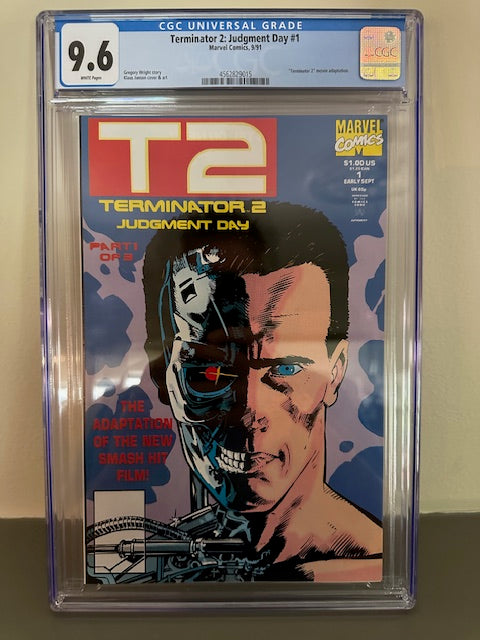 CGC UNIVERSAL GRADE
9.6
WHITE Pages
Terminator 2: Judgment Day #1
Marvel Comics, 9/91
Gregory Wright story
Klaus Janson cover & art
4562829015
"Terminator 2" movie adaptation.
CGC
T2
TERMINATOR 2
JUDGMENT DAY
PART 1
OF 3
MARVEL
COMICS
$1.00 US
1
EARLY SEPT
THE
ADAPTATION
OF THE NEW
SMASH HIT
FILM!